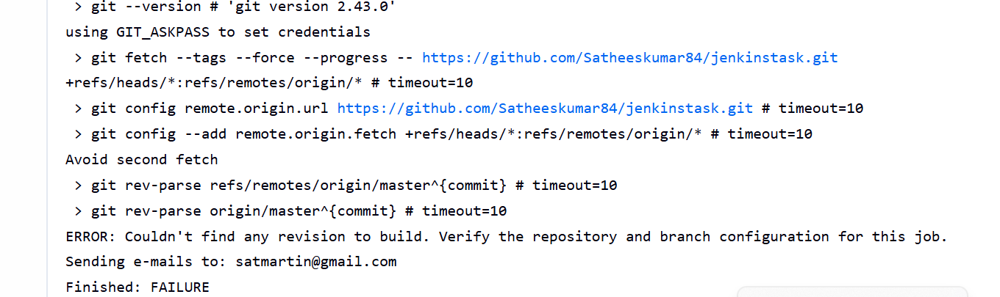 > git --version # 'git version 2.43.0'
using GIT_ASKPASS to set credentials
> git fetch --tags --force --progress -- https://github.com/Satheeskumar84/jenkinstask.git
+refs/heads/*:refs/remotes/origin/* # timeout=10
> git config remote.origin.url https://github.com/Satheeskumar84/jenkinstask.git # timeout=10
> git config --add remote.origin.fetch +refs/heads/*:refs/remotes/origin/* # timeout=10
Avoid second fetch
> git rev-parse refs/remotes/origin/master^{commit} # timeout=10
> git rev-parse origin/master^{commit} # timeout=10
ERROR: Couldn't find any revision to build. Verify the repository and branch configuration for this job.
Sending e-mails to: satmartin@gmail.com
Finished: FAILURE